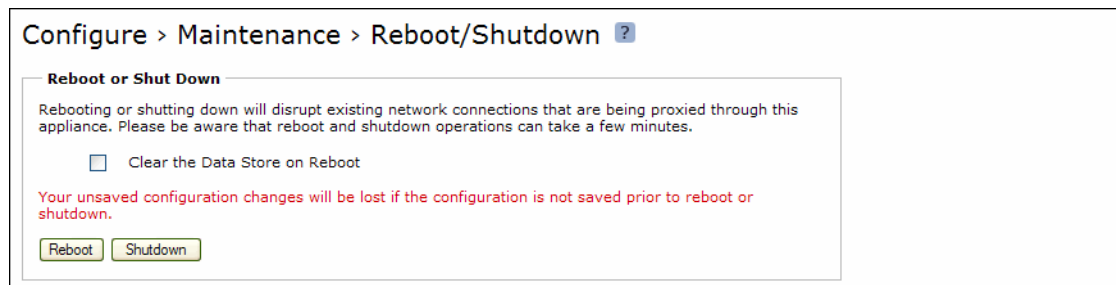 Configure > Maintenance > Reboot/Shutdown ?
Reboot or Shut Down
Rebooting or shutting down will disrupt existing network connections that are being proxied through this
appliance. Please be aware that reboot and shutdown operations can take a few minutes.
Clear the Data Store on Reboot
Your unsaved configuration changes will be lost if the configuration is not saved prior to reboot or
shutdown.
Reboot Shutdown